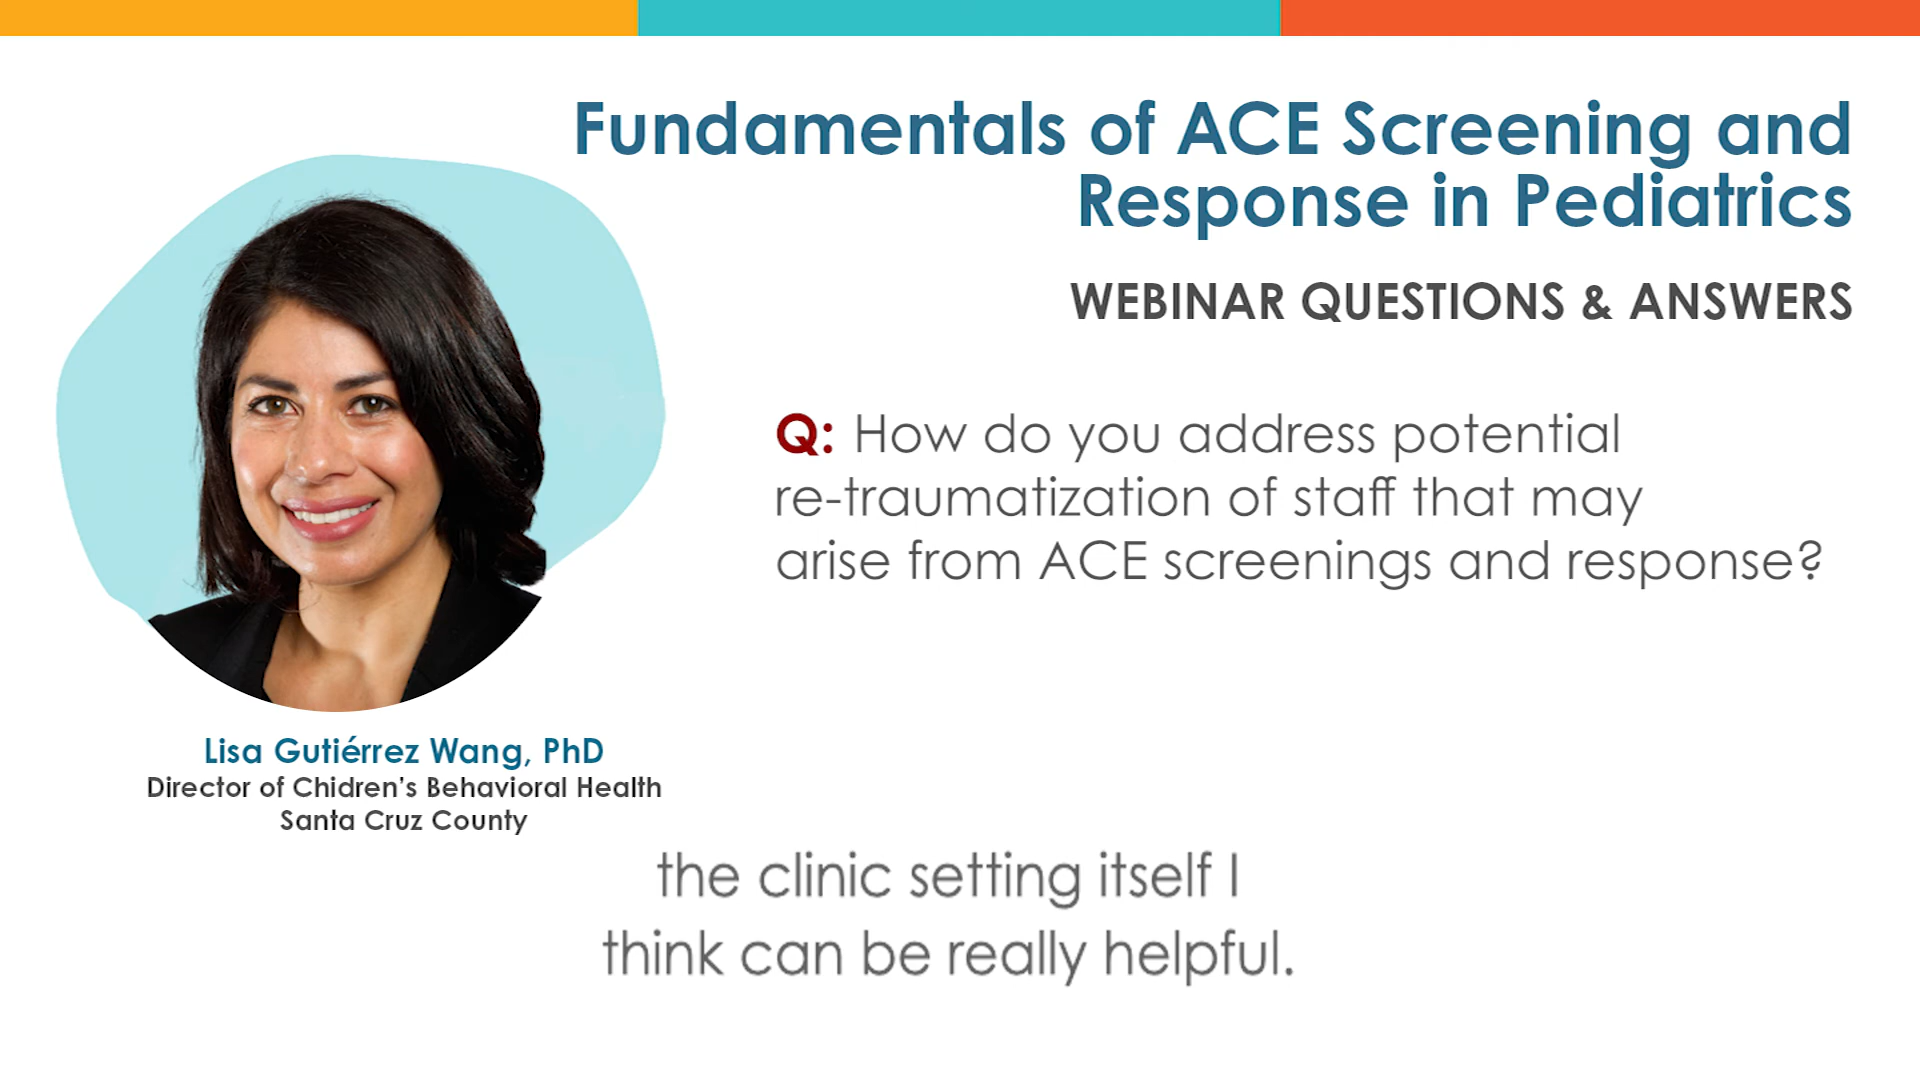 Fundamentals of ACE Screening and
Response in Pediatrics
WEBINAR QUESTIONS & ANSWERS
Q: How do you address potential
re-traumatization of staff that may
arise from ACE screenings and response?
Lisa Gutiérrez Wang, PhD
Director of Chidren's Behavioral Health
Santa Cruz County
the clinic setting itself I
think can be really helpful.